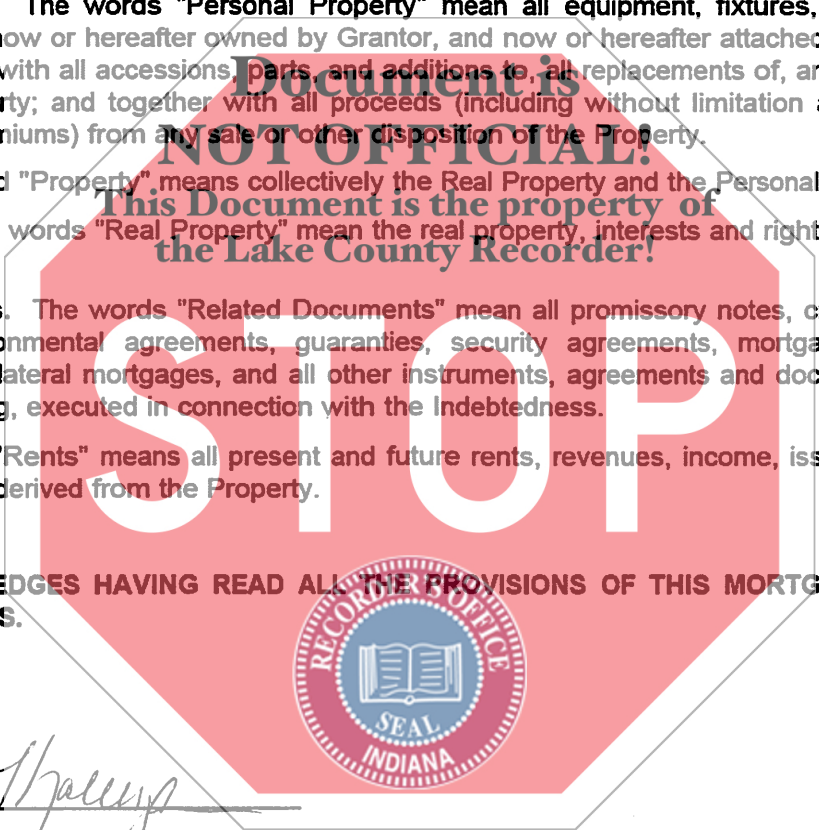 The words "Personal Property" mean all equipment, fixtures,
now or hereafter owned by Grantor, and now or hereafter attached
with all accessions, parts, and additions to, all replacements of, an
rty; and together with all proceeds (including without limitation
niums) from any sale or other disposition of the Property.
Document is
NOT OFFICIAL!
This Document is the property of
the Lake County Recorder!
"Property" means collectively the Real Property and the Personal
words "Real Property" mean the real property, interests and right
s. The words "Related Documents" mean all promissory notes, c
onmental agreements, guaranties, security agreements, mortga
lateral mortgages, and all other instruments, agreements and doc
g, executed in connection with the Indebtedness.
"Rents" means all present and future rents, revenues, income, iss
derived from the Property.
STOP
EDGES HAVING READ ALL THE PROVISIONS OF THIS MORTG
S.
RECORDER'S OFFICE
SEAL
INDIANA